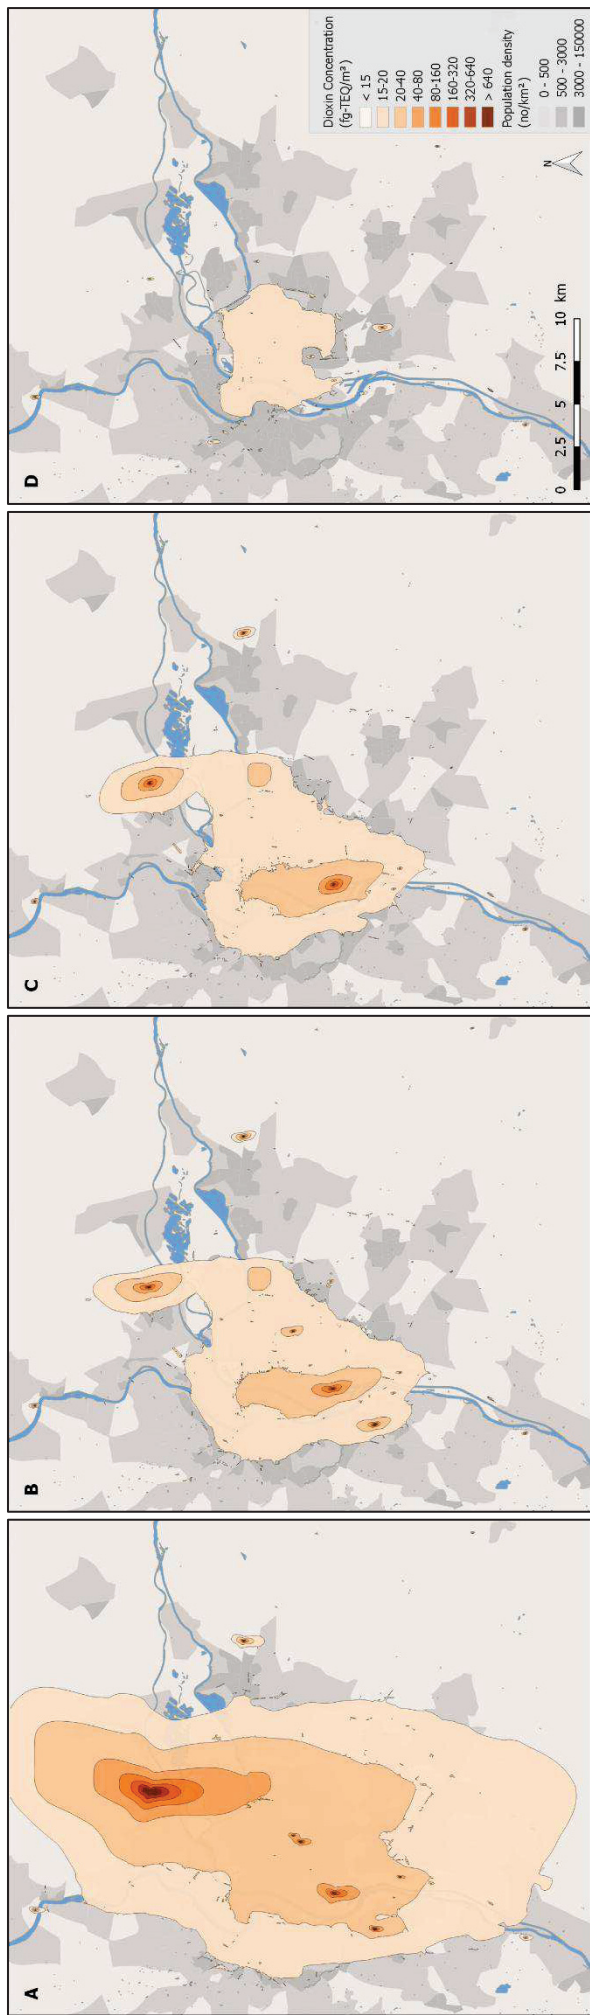 A
B
C
D
Dioxin Concentration
(fg-TEQ/m³)
< 15
15-20
20-40
40-80
80-160
160-320
320-640
> 640
Population density
(no/km²)
0 - 500
500 - 3000
3000 - 150000
N
0 2.5 5 7.5 10 km